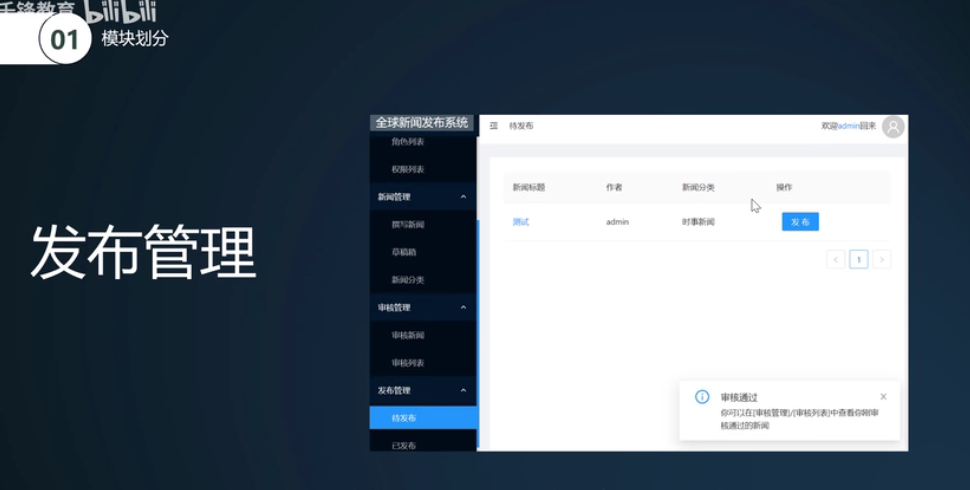 千锋教育 bilibili
01 模块划分
发布管理
全球新闻发布系统
角色列表
权限列表
新闻管理
撰写新闻
草稿箱
新闻分类
审核管理
审核新闻
审核列表
发布管理
待发布
已发布
待发布
欢迎admin回来
新闻标题 作者 新闻分类 操作
测试 admin 时事新闻 发 布
1
审核通过
你可以在[审核管理]/[审核列表]中查看你刚审
核通过的新闻